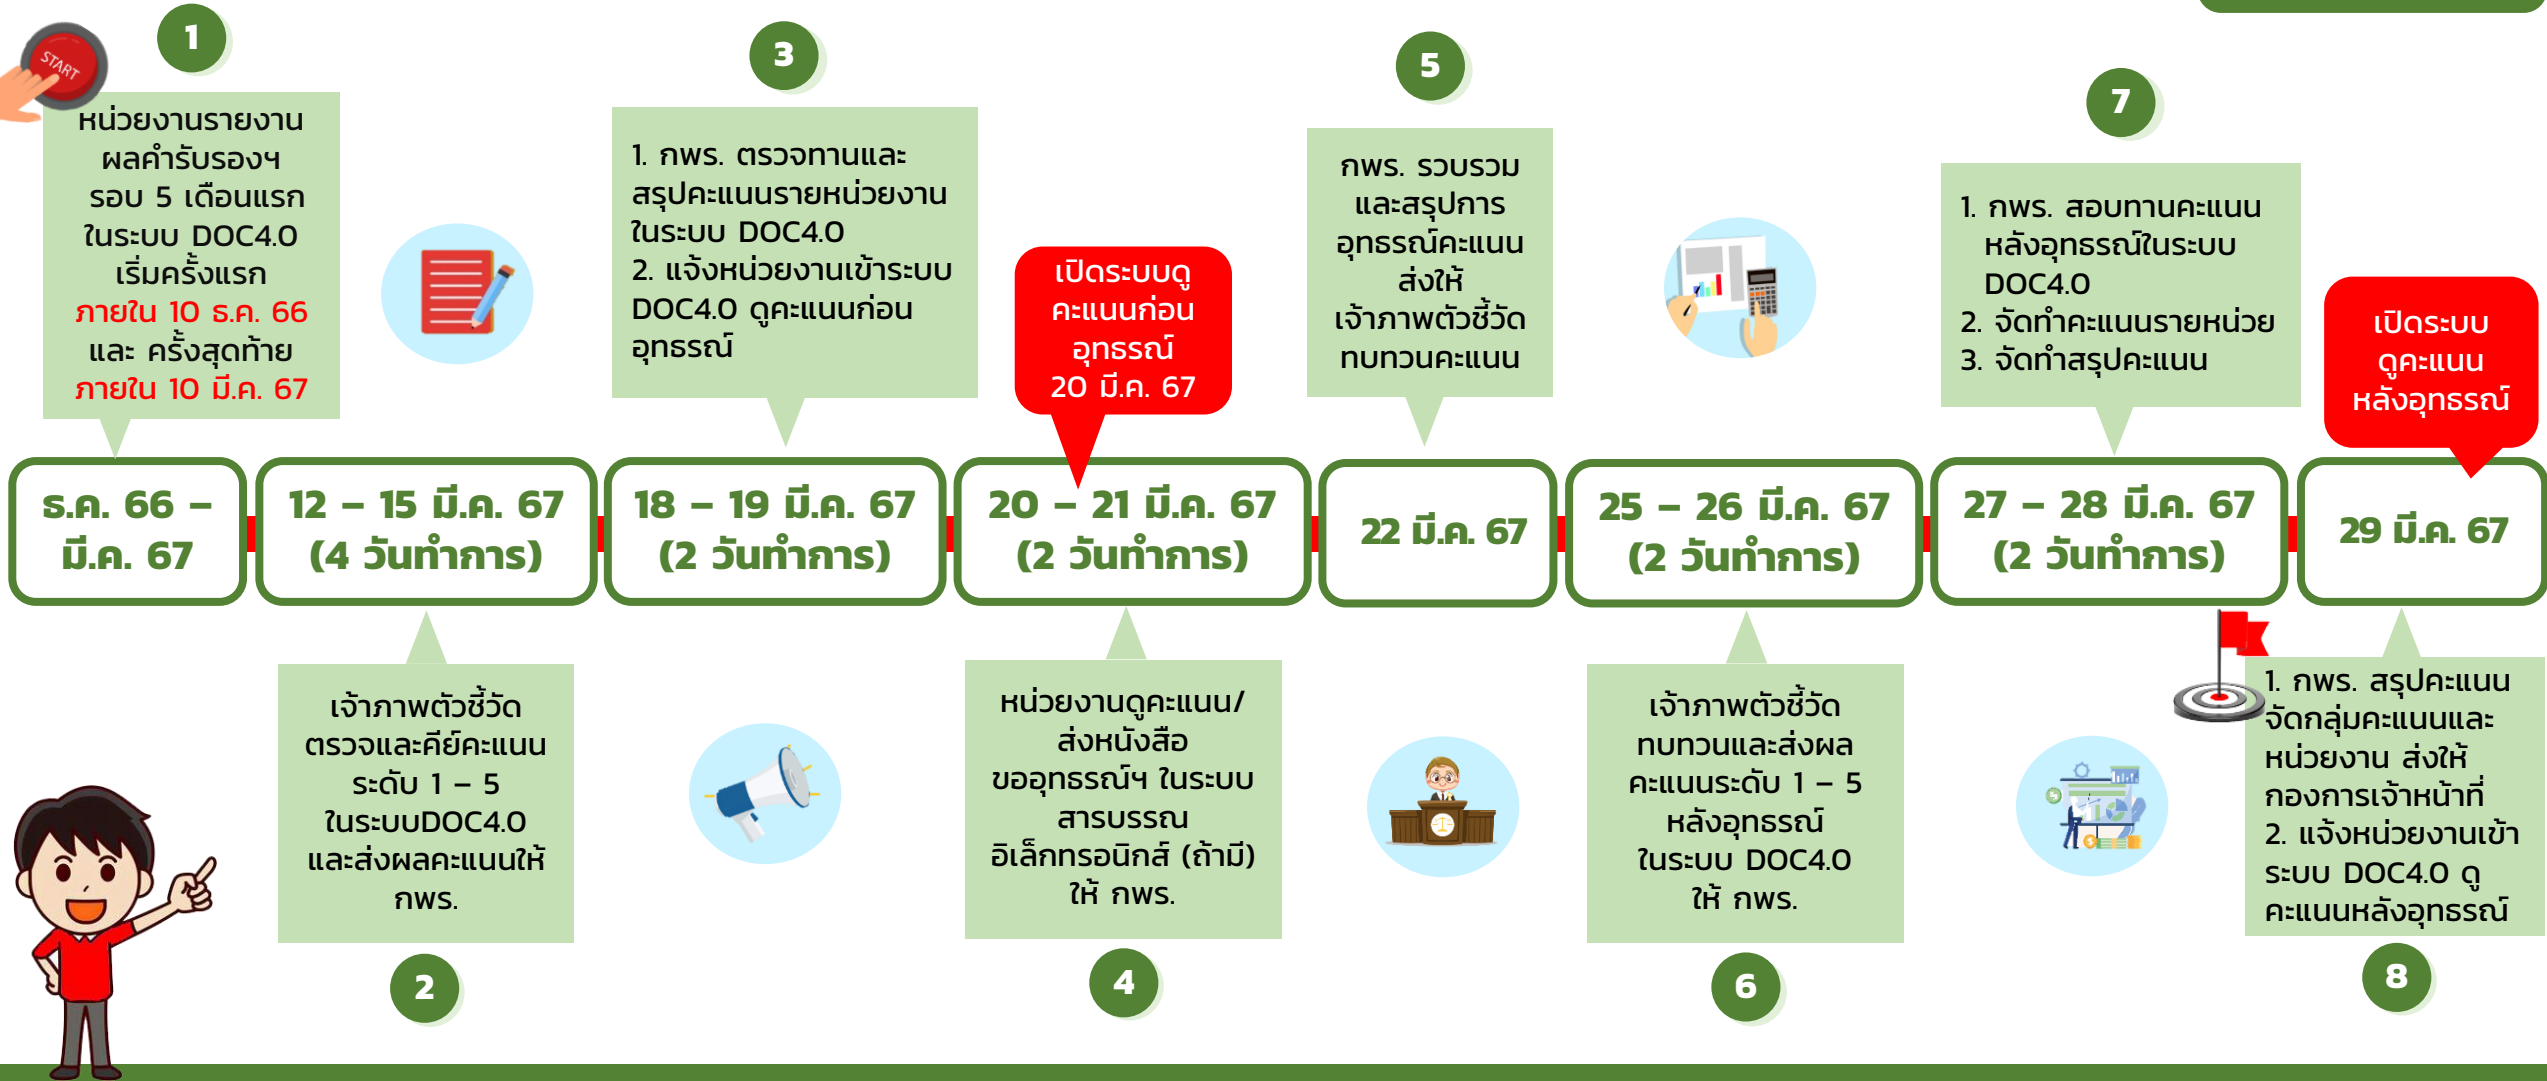 1
START
หน่วยงานรายงาน
ผลคำรับรองฯ
รอบ 5 เดือนแรก
ในระบบ DOC4.0
เริ่มครั้งแรก
ภายใน 10 ธ.ค. 66
และ ครั้งสุดท้าย
ภายใน 10 มี.ค. 67
3
1. กพร. ตรวจทานและ
สรุปคะแนนรายหน่วยงาน
ในระบบ DOC4.0
2. แจ้งหน่วยงานเข้าระบบ
DOC4.0 ดูคะแนนก่อน
อุทธรณ์
เปิดระบบดู
คะแนนก่อน
อุทธรณ์
20 มี.ค. 67
5
กพร. รวบรวม
และสรุปการ
อุทธรณ์คะแนน
ส่งให้
เจ้าภาพตัวชี้วัด
ทบทวนคะแนน
7
1. กพร. สอบทานคะแนน
หลังอุทธรณ์ในระบบ
DOC4.0
2. จัดทำคะแนนรายหน่วย
3. จัดทำสรุปคะแนน
เปิดระบบ
ดูคะแนน
หลังอุทธรณ์
ธ.ค. 66 –
มี.ค. 67
12 – 15 มี.ค. 67
(4 วันทำการ)
18 – 19 มี.ค. 67
(2 วันทำการ)
20 – 21 มี.ค. 67
(2 วันทำการ)
22 มี.ค. 67
25 – 26 มี.ค. 67
(2 วันทำการ)
27 – 28 มี.ค. 67
(2 วันทำการ)
29 มี.ค. 67
เจ้าภาพตัวชี้วัด
ตรวจและคีย์คะแนน
ระดับ 1 – 5
ในระบบDOC4.0
และส่งผลคะแนนให้
กพร.
2
หน่วยงานดูคะแนน/
ส่งหนังสือ
ขออุทธรณ์ฯ ในระบบ
สารบรรณ
อิเล็กทรอนิกส์ (ถ้ามี)
ให้ กพร.
4
เจ้าภาพตัวชี้วัด
ทบทวนและส่งผล
คะแนนระดับ 1 – 5
หลังอุทธรณ์
ในระบบ DOC4.0
ให้ กพร.
6
1. กพร. สรุปคะแนน
จัดกลุ่มคะแนนและ
หน่วยงาน ส่งให้
กองการเจ้าหน้าที่
2. แจ้งหน่วยงานเข้า
ระบบ DOC4.0 ดู
คะแนนหลังอุทธรณ์
8